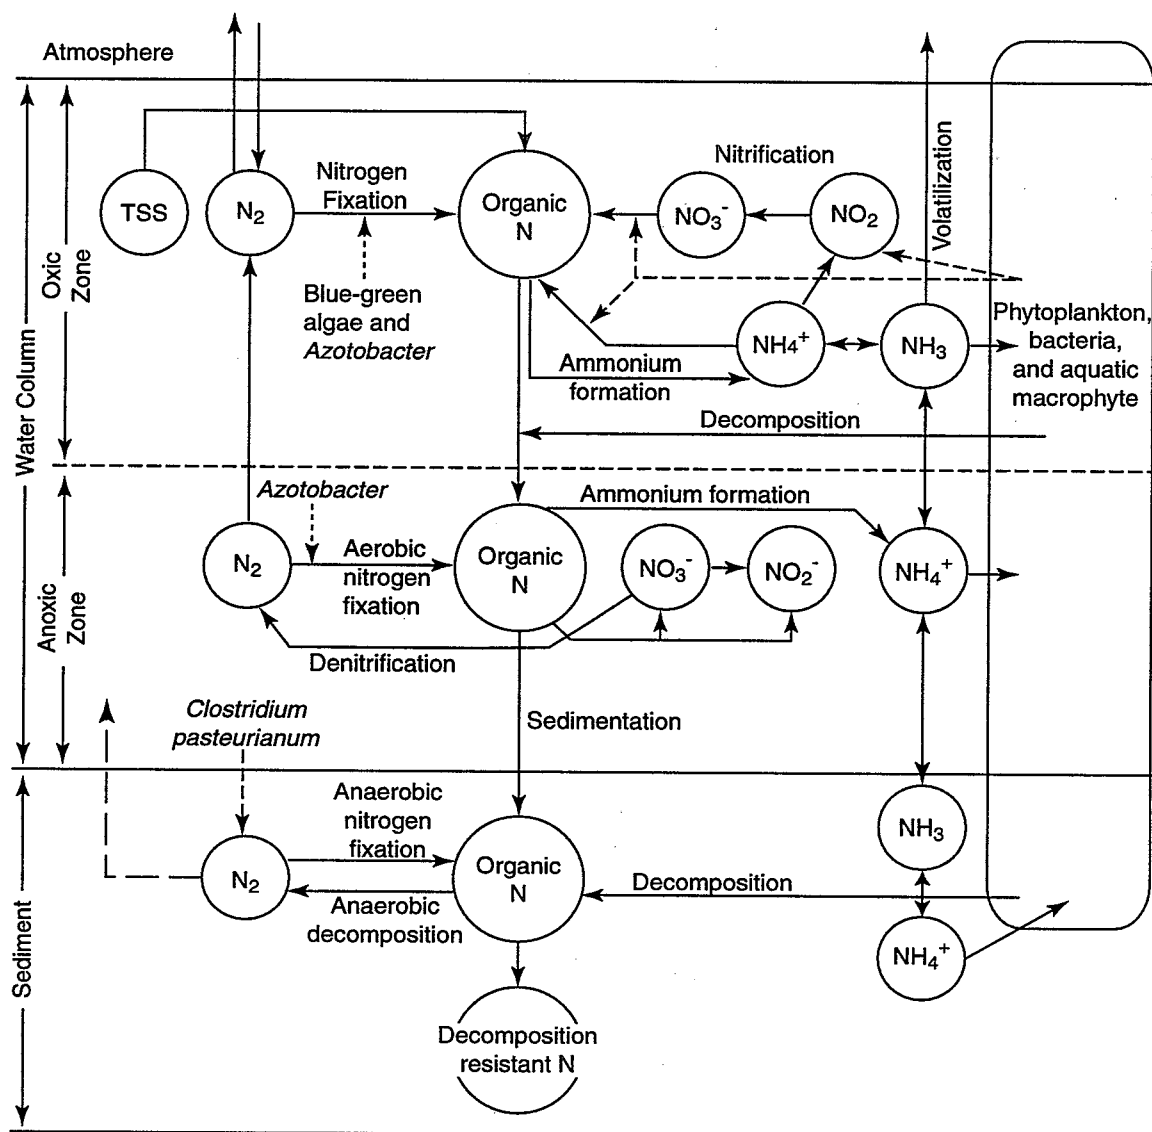 Atmosphere
Water Column
Oxic
Zone
TSS
N₂
Nitrogen
Fixation
Organic
N
Nitrification
NO₃⁻
NO₂
Volatilization
Blue-green
algae and
Azotobacter
NH₄⁺
NH₃
Ammonium
formation
Phytoplankton,
bacteria,
and aquatic
macrophyte
Decomposition
Anoxic
Zone
Azotobacter
N₂
Aerobic
nitrogen
fixation
Organic
N
Ammonium formation
NO₃⁻
NO₂⁻
NH₄⁺
Denitrification
Sedimentation
Clostridium
pasteurianum
Sediment
N₂
Anaerobic
nitrogen
fixation
Anaerobic
decomposition
Organic
N
Decomposition
NH₃
NH₄⁺
Decomposition
resistant N